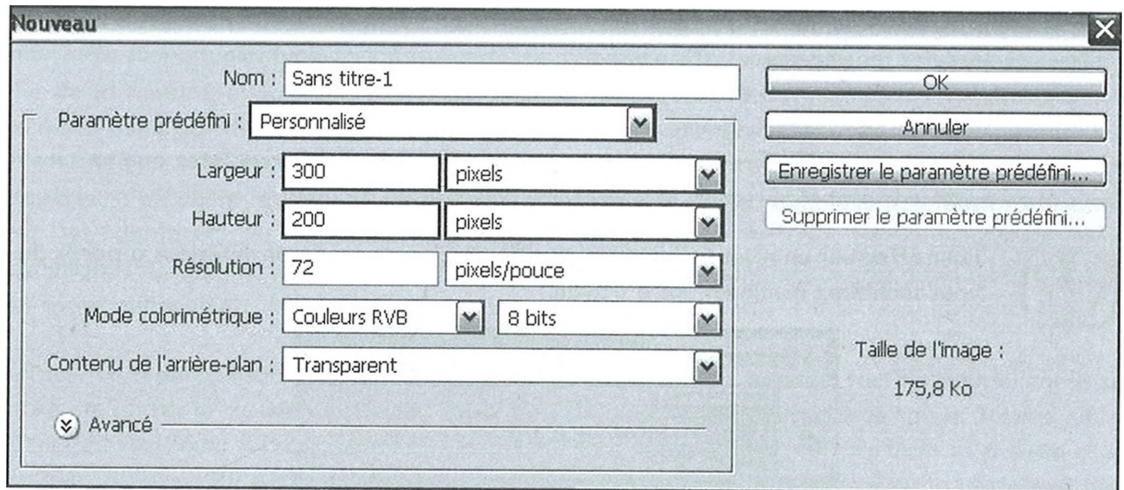 Nouveau
Nom : Sans titre-1
Paramètre prédéfini : Personnalisé
Largeur : 300 pixels
Hauteur : 200 pixels
Résolution : 72 pixels/pouce
Mode colorimétrique : Couleurs RVB 8 bits
Contenu de l'arrière-plan : Transparent
Avancé
OK
Annuler
Enregistrer le paramètre prédéfini...
Supprimer le paramètre prédéfini...
Taille de l'image :
175,8 Ko